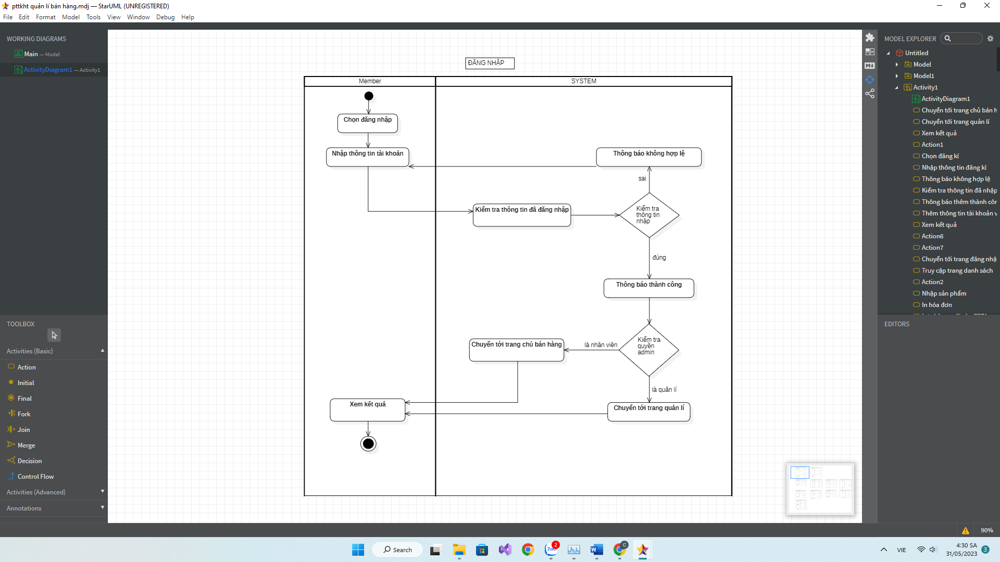 pttkht quản lí bán hàng.mdj — StarUML (UNREGISTERED)
File Edit Format Model Tools View Window Debug Help
WORKING DIAGRAMS
Main — Model
ActivityDiagram1 — Activity1
TOOLBOX
Activities (Basic)
Action
Initial
Final
Fork
Join
Merge
Decision
Control Flow
Activities (Advanced)
Annotations
ĐĂNG NHẬP
Member
SYSTEM
Chọn đăng nhập
Nhập thông tin tài khoản
Thông báo không hợp lệ
sai
Kiểm tra thông tin đã đăng nhập
Kiểm tra
thông tin
nhập
đúng
Thông báo thành công
Kiểm tra
quyền
admin
là nhân viên
Chuyển tới trang chủ bán hàng
là quản lí
Xem kết quả
Chuyển tới trang quản lí
MODEL EXPLORER
Untitled
Model
Model1
Activity1
ActivityDiagram1
Chuyển tới trang chủ bán h
Chuyển tới trang quản lí
Xem kết quả
Action1
Chọn đăng kí
Nhập thông tin đăng kí
Thông báo không hợp lệ
Kiểm tra thông tin đã nhập
Thông báo thêm thành côn
Thêm thông tin tài khoản v
Xem kết quả
Action6
Action7
Chuyển tới trang đăng nhậ
Truy cập trang danh sách
Action2
Nhập sản phẩm
In hóa đơn
EDITORS
90%
Search
Zalo
2
C
VIE
4:30 SA
31/05/2023
3